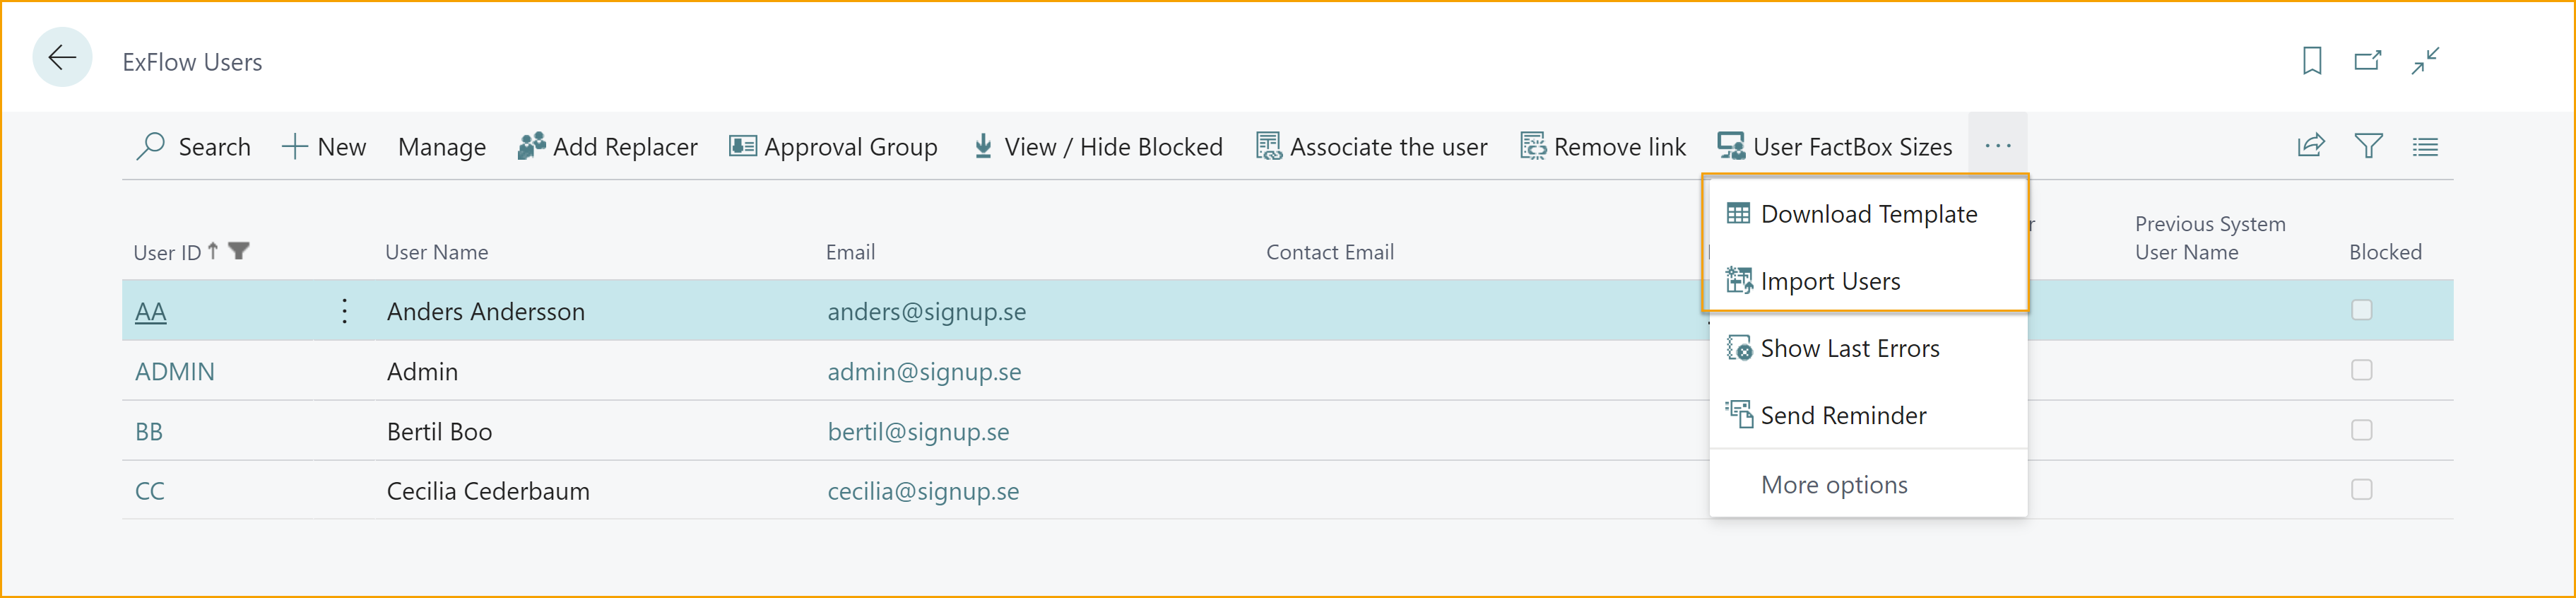 ExFlow Users
Search New Manage Add Replacer Approval Group View / Hide Blocked Associate the user Remove link User FactBox Sizes ...
Download Template
Import Users
Show Last Errors
Send Reminder
More options
User ID User Name Email Contact Email r Previous System User Name Blocked
AA Anders Andersson anders@signup.se
ADMIN Admin admin@signup.se
BB Bertil Boo bertil@signup.se
CC Cecilia Cederbaum cecilia@signup.se